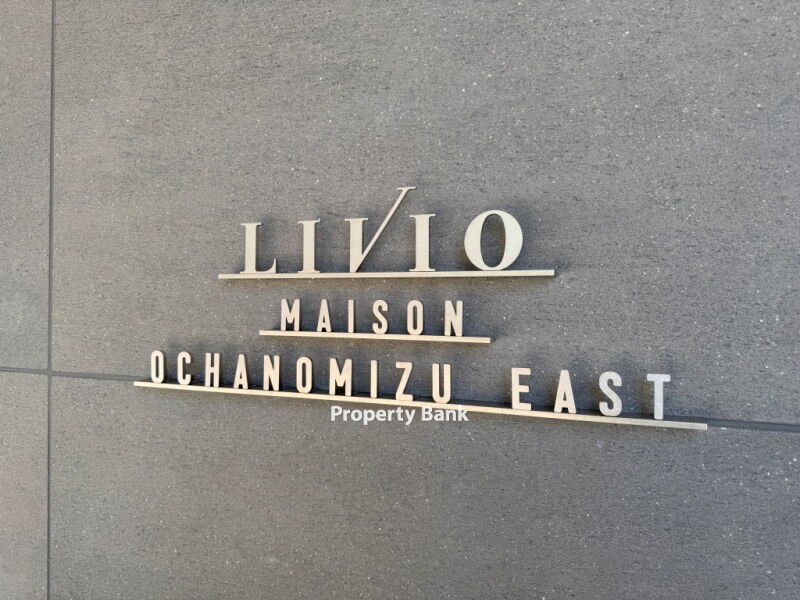 LIVIO
MAISON
OCHANOMIZU EAST
Property Bank